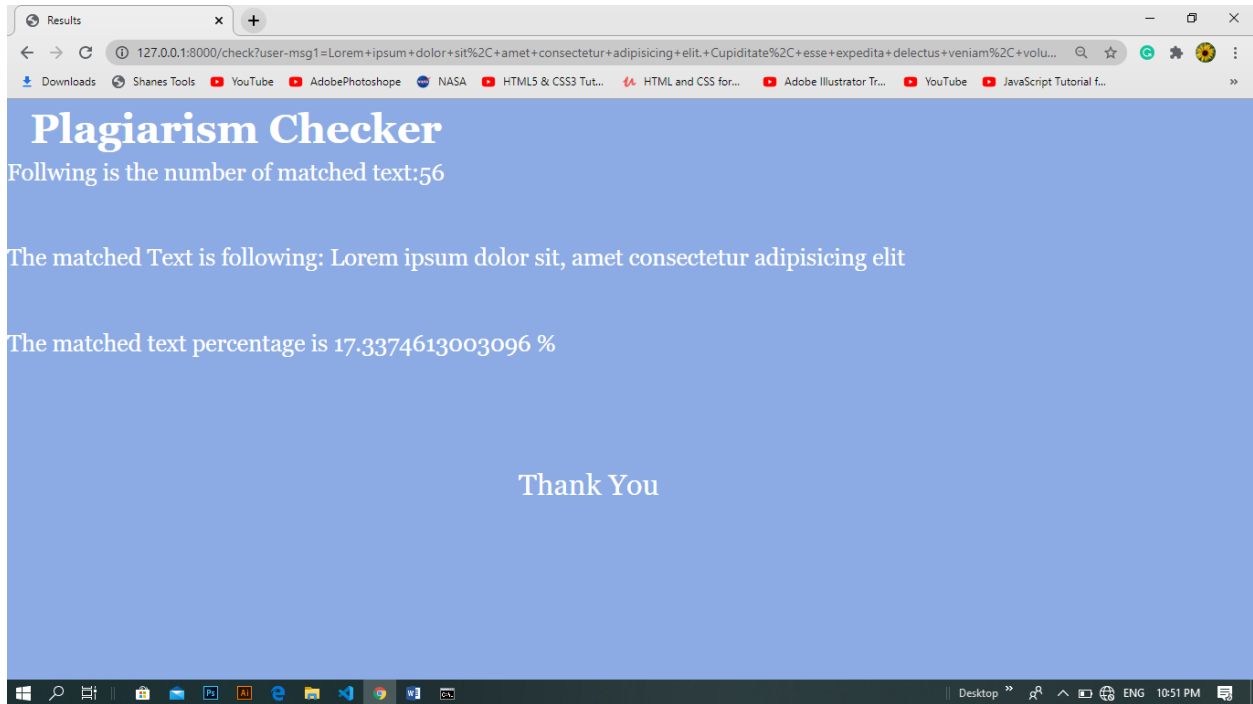 Results
127.0.0.1:8000/check?user-msg1=Lorem+ipsum+dolor+sit%2C+amet+consectetur+adipisicing+elit.+Cupiditate%2C+esse+expedita+delectus+veniam%2C+volu...
Downloads Shanes Tools YouTube AdobePhotoshope NASA HTML5 & CSS3 Tut... HTML and CSS for... Adobe Illustrator Tr... YouTube JavaScript Tutorial f... »
Plagiarism Checker
Follwing is the number of matched text:56
The matched Text is following: Lorem ipsum dolor sit, amet consectetur adipisicing elit
The matched text percentage is 17.3374613003096 %
Thank You
Ps Ai Desktop » ENG 10:51 PM